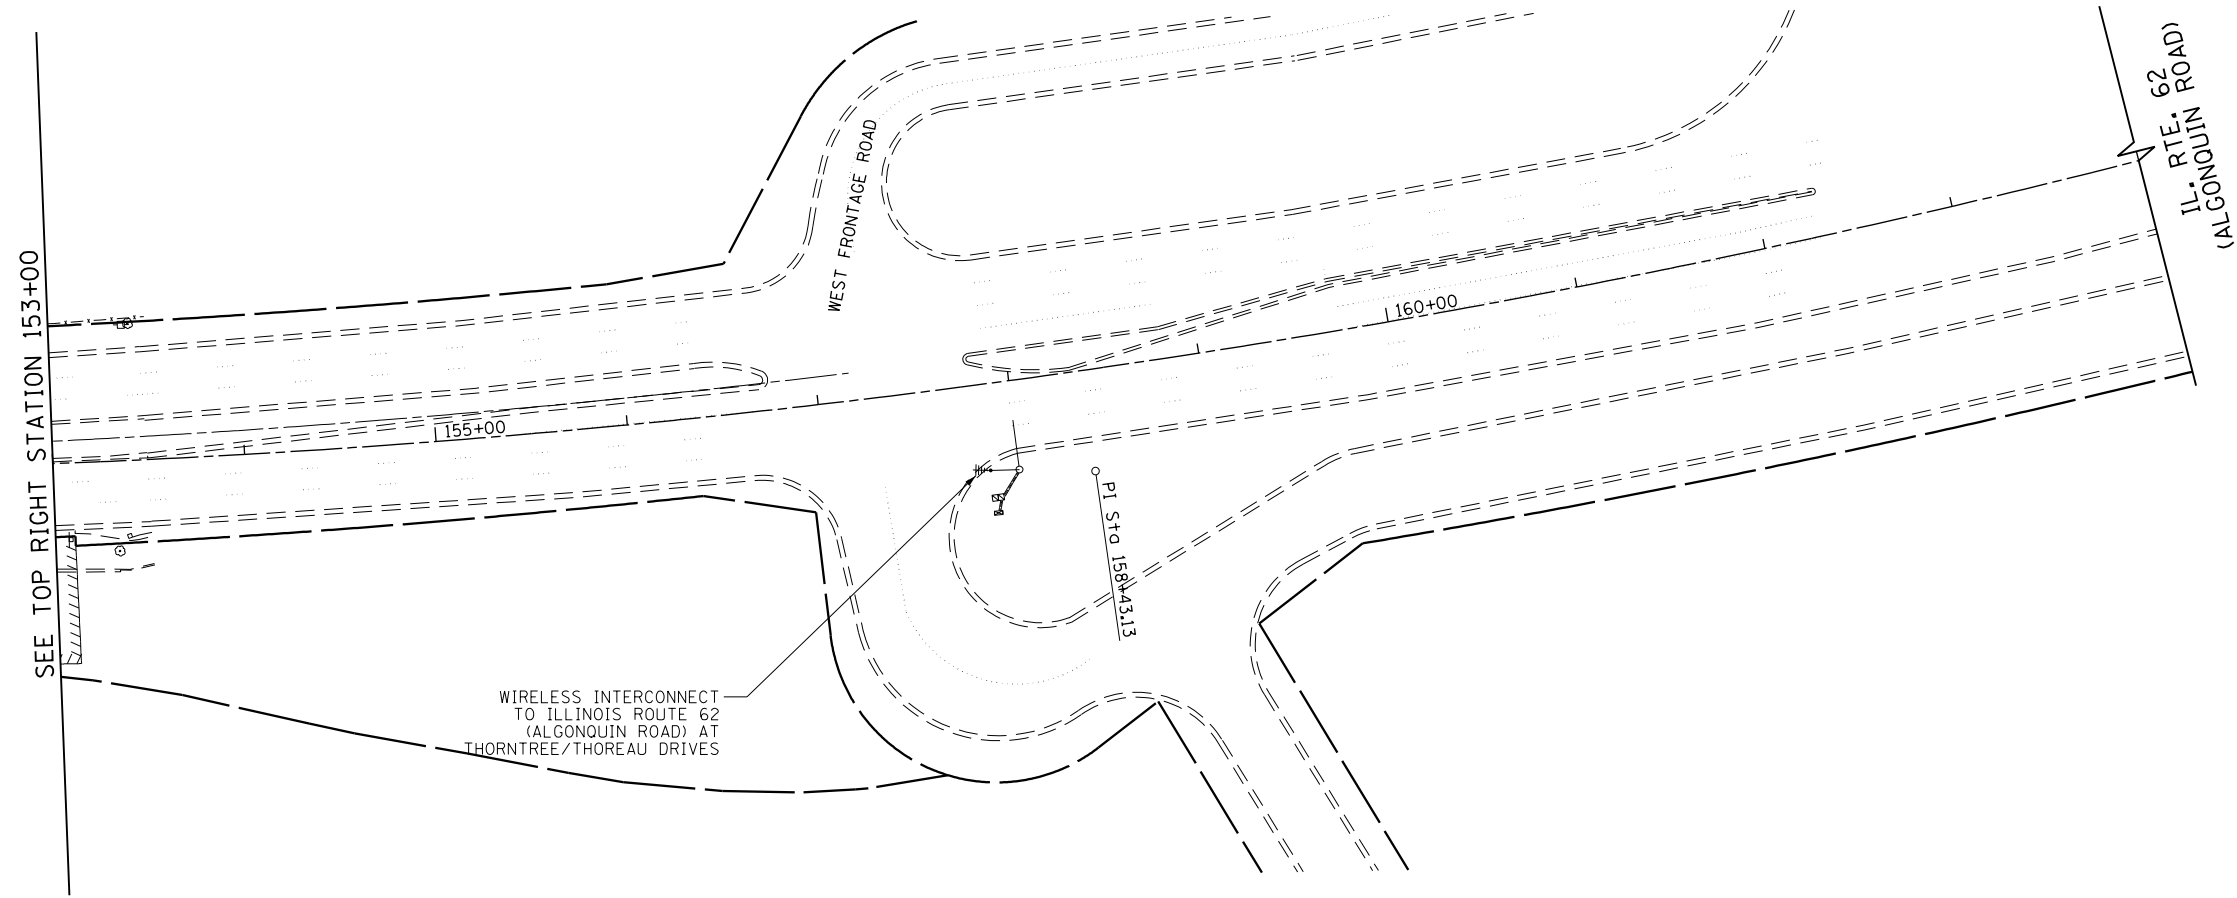 SEE TOP RIGHT STATION 153+00
WEST FRONTAGE ROAD
155+00
160+00
PI Sta 158+43.13
WIRELESS INTERCONNECT
TO ILLINOIS ROUTE 62
(ALGONQUIN ROAD) AT
THORNTREE/THOREAU DRIVES
IL. RTE. 62
(ALGONQUIN ROAD)